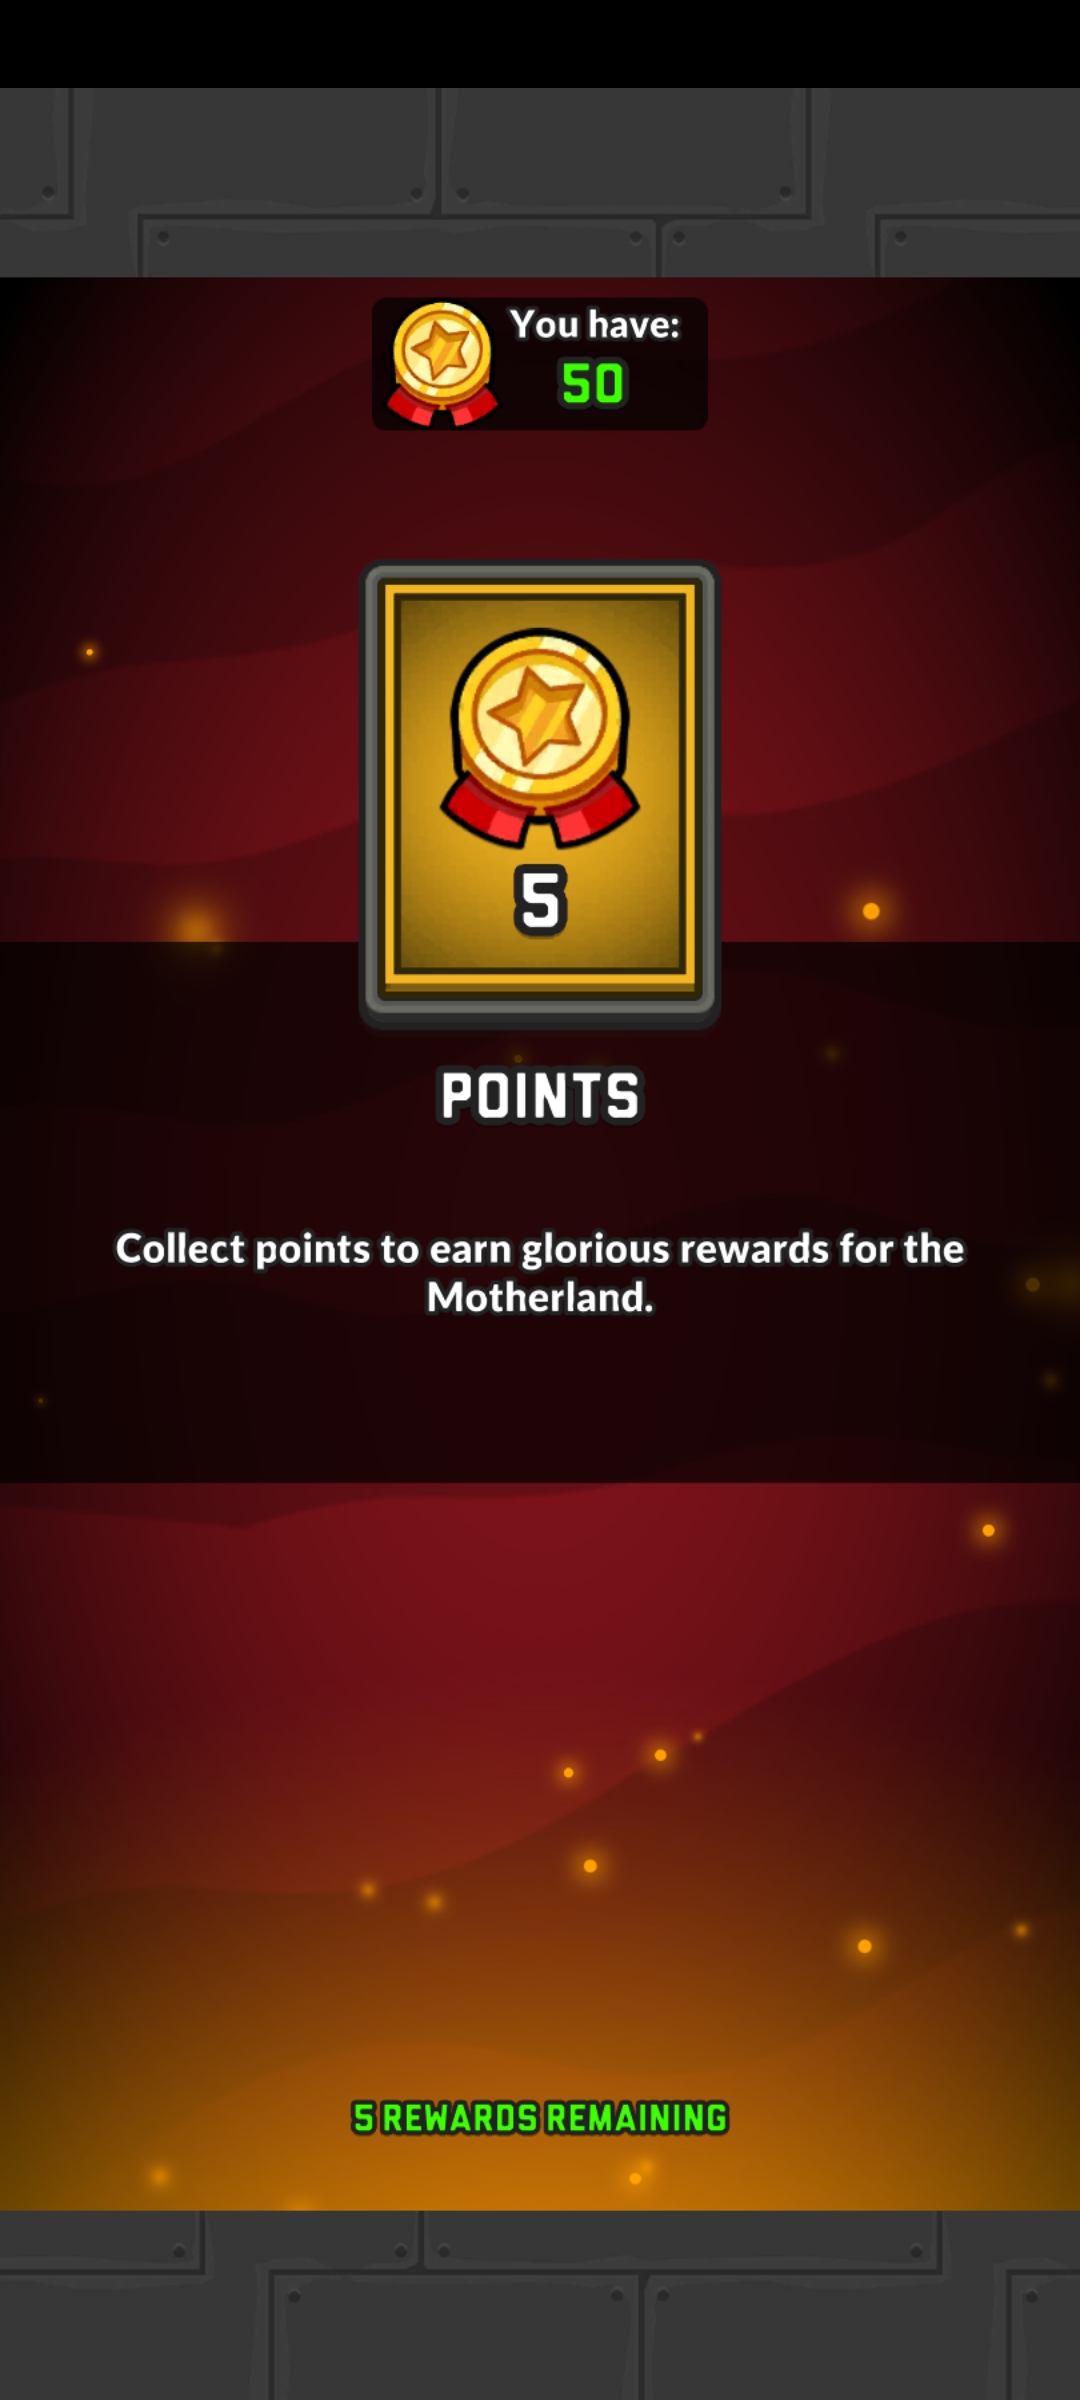 You have:
50
5
POINTS
Collect points to earn glorious rewards for the
Motherland.
5 REWARDS REMAINING